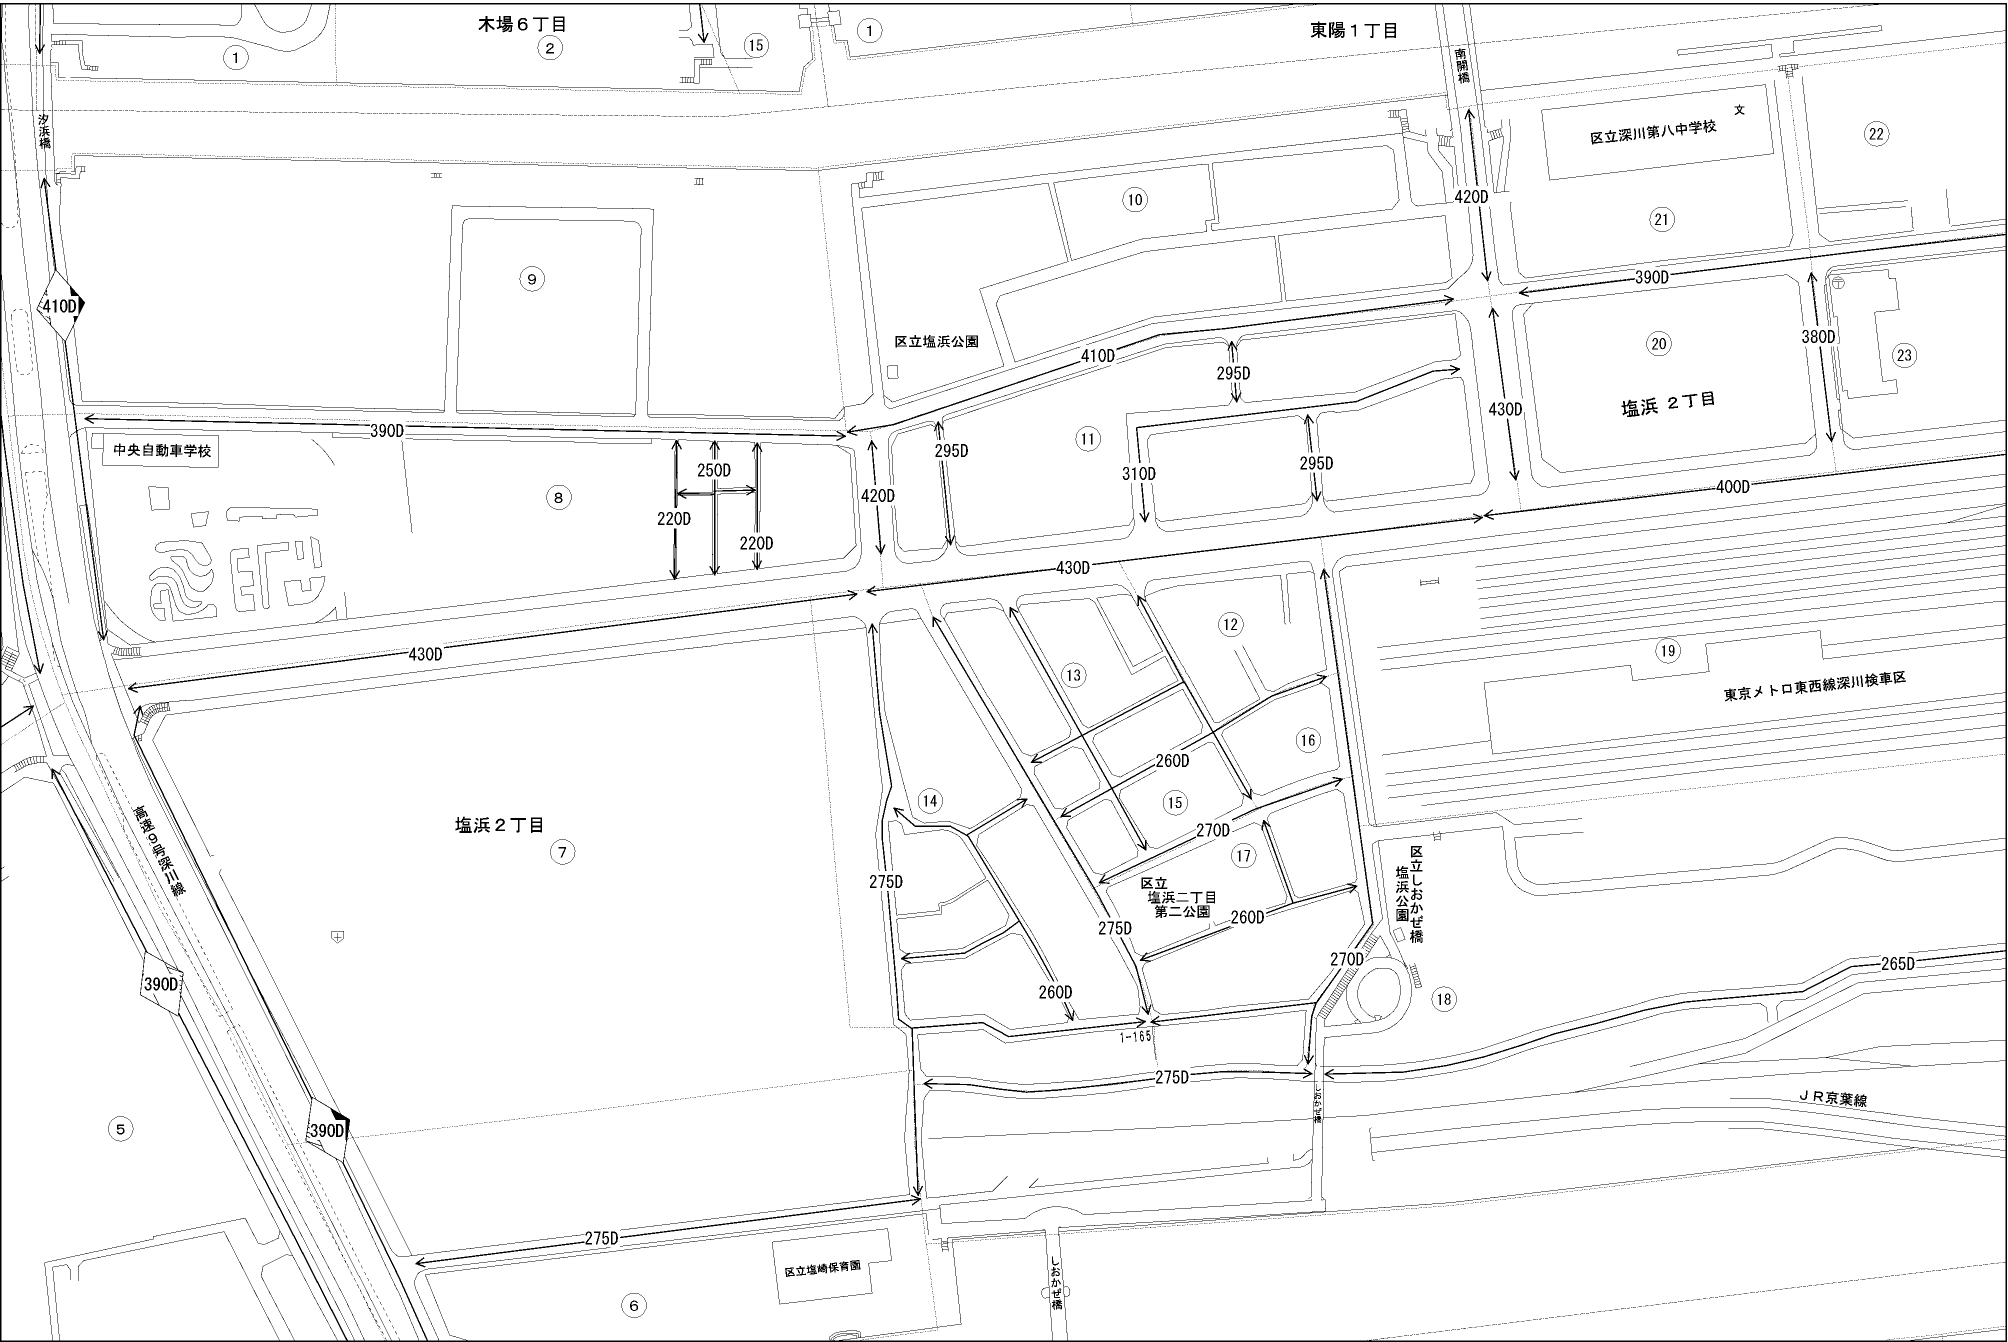 木場6丁目
①
②
15
①
東陽1丁目
南開橋
汐浜橋
区立深川第八中学校
文
22
420D
21
10
9
410D
390D
区立塩浜公園
410D
295D
380D
20
23
塩浜 2丁目
430D
390D
中央自動車学校
250D
8
420D
295D
11
310D
295D
220D
220D
400D
430D
430D
12
13
19
東京メトロ東西線深川検車区
16
260D
14
15
270D
17
塩浜2丁目
7
高速9号深川線
275D
区立
塩浜二丁目
第二公園
260D
275D
区立しおかぜ橋
塩浜公園
270D
265D
260D
18
390D
1-165
275D
しおかぜ橋
JR京葉線
5
390D
275D
区立塩崎保育園
6
しおかぜ橋